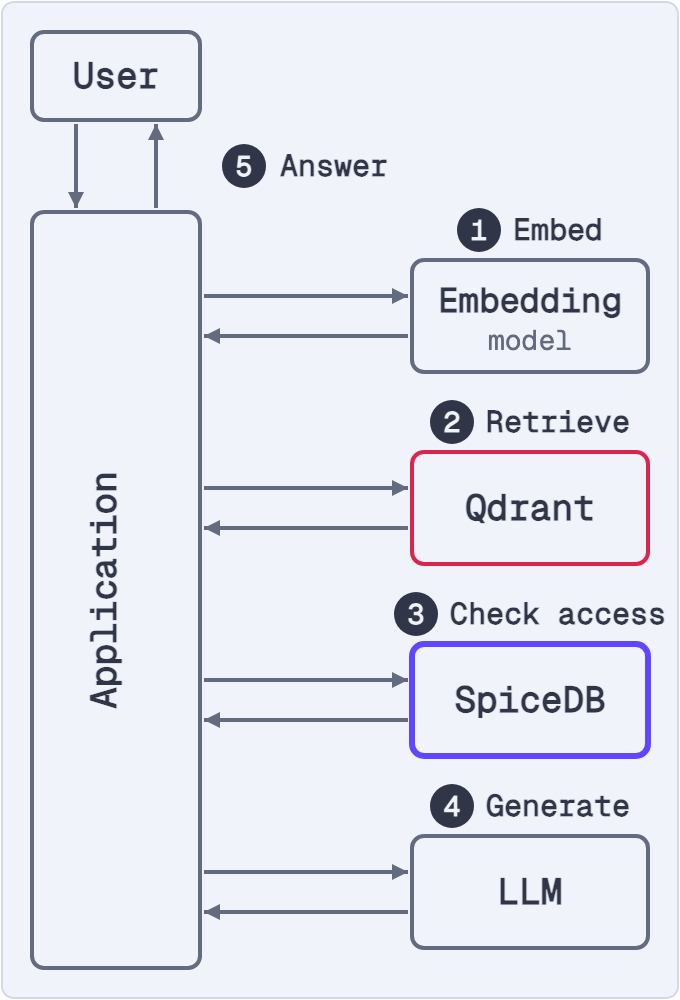 User
5 Answer
1 Embed
Embedding
model
2 Retrieve
Qdrant
Application
3 Check access
SpiceDB
4 Generate
LLM